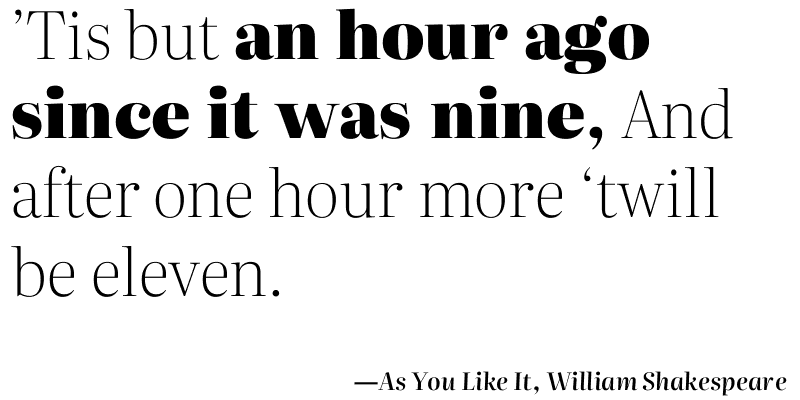 ’Tis but an hour ago
since it was nine, And
after one hour more ‘twill
be eleven.
—As You Like It, William Shakespeare